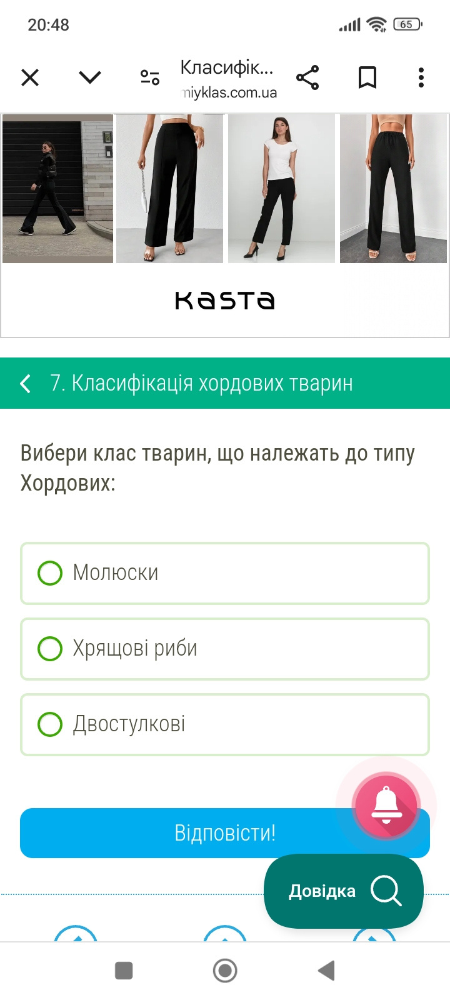 20:48
65
Класифік...
miyklas.com.ua
KASTA
7. Класифікація хордових тварин
Вибери клас тварин, що належать до типу
Хордових:
Молюски
Хрящові риби
Двостулкові
Відповісти!
Довідка